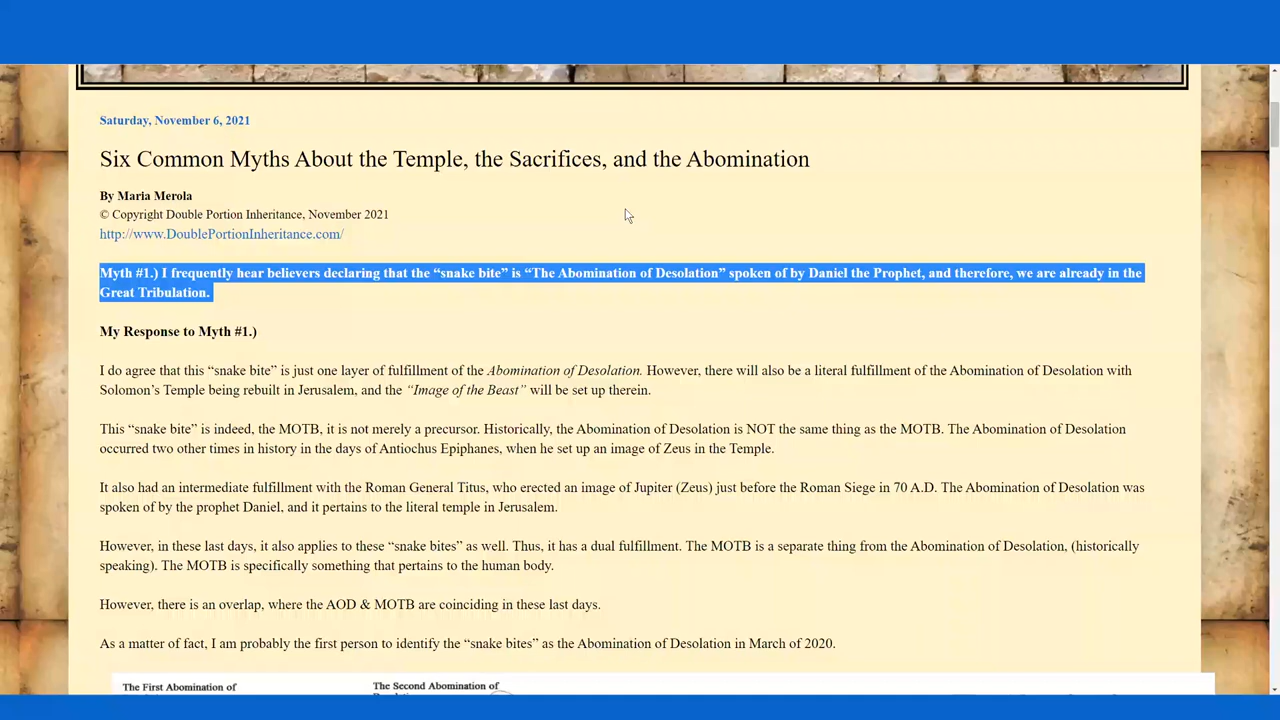 Saturday, November 6, 2021
Six Common Myths About the Temple, the Sacrifices, and the Abomination
By Maria Merola
© Copyright Double Portion Inheritance, November 2021
http://www.DoublePortionInheritance.com/
Myth #1.) I frequently hear believers declaring that the “snake bite” is “The Abomination of Desolation” spoken of by Daniel the Prophet, and therefore, we are already in the
Great Tribulation.
My Response to Myth #1.)
I do agree that this “snake bite” is just one layer of fulfillment of the Abomination of Desolation. However, there will also be a literal fulfillment of the Abomination of Desolation with
Solomon’s Temple being rebuilt in Jerusalem, and the “Image of the Beast” will be set up therein.
This “snake bite” is indeed, the MOTB, it is not merely a precursor. Historically, the Abomination of Desolation is NOT the same thing as the MOTB. The Abomination of Desolation
occurred two other times in history in the days of Antiochus Epiphanes, when he set up an image of Zeus in the Temple.
It also had an intermediate fulfillment with the Roman General Titus, who erected an image of Jupiter (Zeus) just before the Roman Siege in 70 A.D. The Abomination of Desolation was
spoken of by the prophet Daniel, and it pertains to the literal temple in Jerusalem.
However, in these last days, it also applies to these “snake bites” as well. Thus, it has a dual fulfillment. The MOTB is a separate thing from the Abomination of Desolation, (historically
speaking). The MOTB is specifically something that pertains to the human body.
However, there is an overlap, where the AOD & MOTB are coinciding in these last days.
As a matter of fact, I am probably the first person to identify the “snake bites” as the Abomination of Desolation in March of 2020.
The First Abomination of
The Second Abomination of